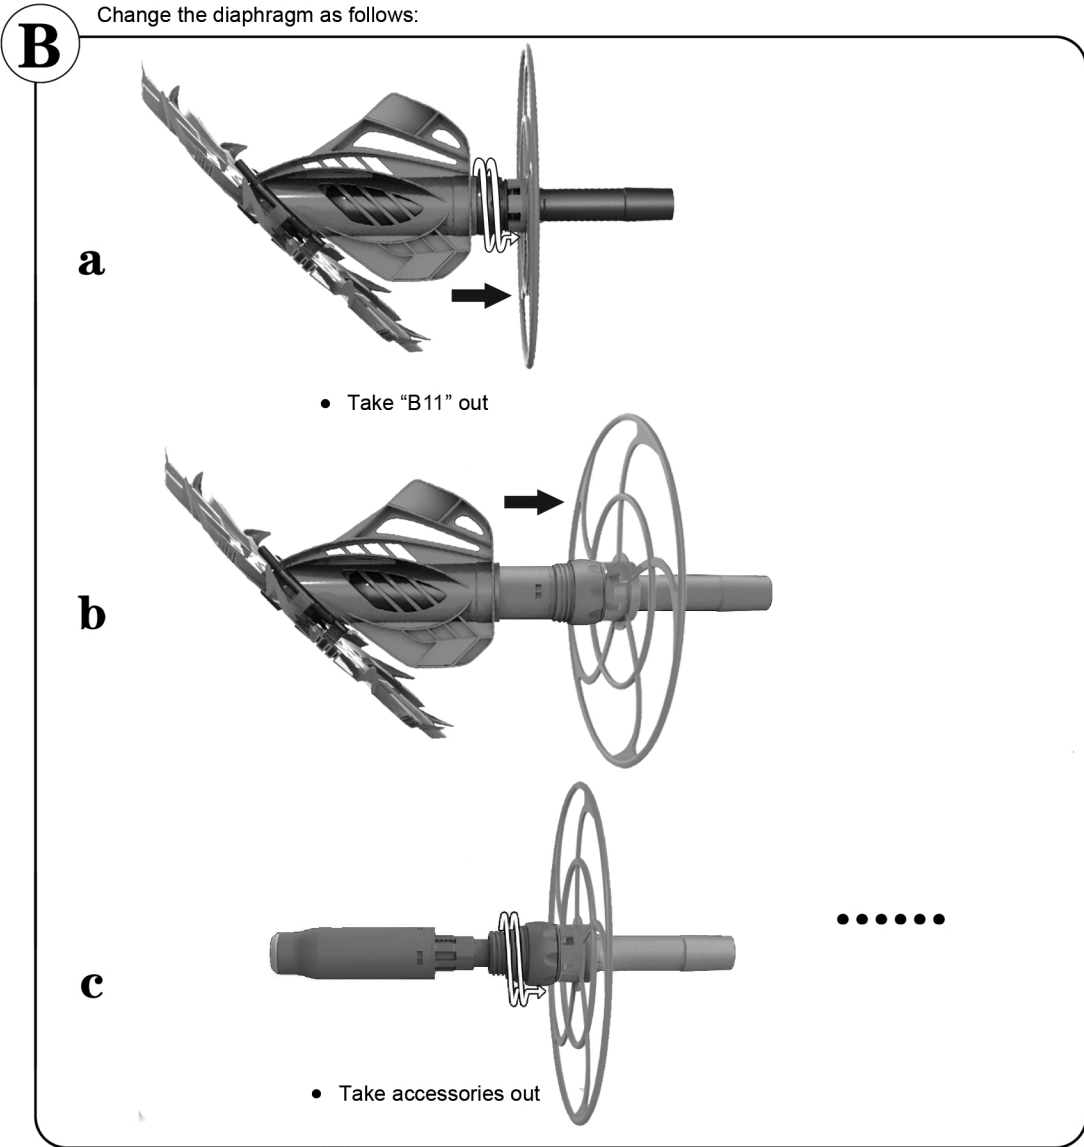 Change the diaphragm as follows:
B
a
• Take “B11” out
b
......
c
• Take accessories out